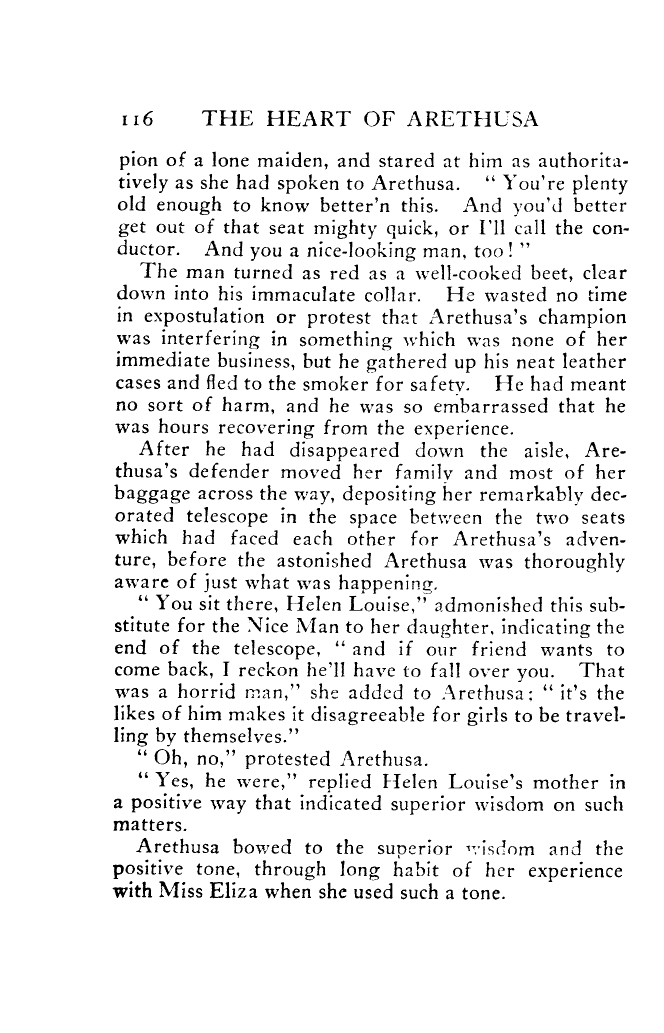 116 THE HEART OF ARETHUSA
pion of a lone maiden, and stared at him as authorita-
tively as she had spoken to Arethusa. " You're plenty
old enough to know better'n this. And you'd better
get out of that seat mighty quick, or I'll call the con-
ductor. And you a nice-looking man, too! "
The man turned as red as a well-cooked beet, clear
down into his immaculate collar. He wasted no time
in expostulation or protest that Arethusa's champion
was interfering in something which was none of her
immediate business, but he gathered up his neat leather
cases and fled to the smoker for safety. He had meant
no sort of harm, and he was so embarrassed that he
was hours recovering from the experience.
After he had disappeared down the aisle, Are-
thusa's defender moved her family and most of her
baggage across the way, depositing her remarkably dec-
orated telescope in the space between the two seats
which had faced each other for Arethusa's adven-
ture, before the astonished Arethusa was thoroughly
aware of just what was happening.
" You sit there, Helen Louise," admonished this sub-
stitute for the Nice Man to her daughter, indicating the
end of the telescope, " and if our friend wants to
come back, I reckon he'll have to fall over you. That
was a horrid man," she added to Arethusa; " it's the
likes of him makes it disagreeable for girls to be travel-
ling by themselves."
" Oh, no," protested Arethusa.
" Yes, he were," replied Helen Louise's mother in
a positive way that indicated superior wisdom on such
matters.
Arethusa bowed to the superior wisdom and the
positive tone, through long habit of her experience
with Miss Eliza when she used such a tone.